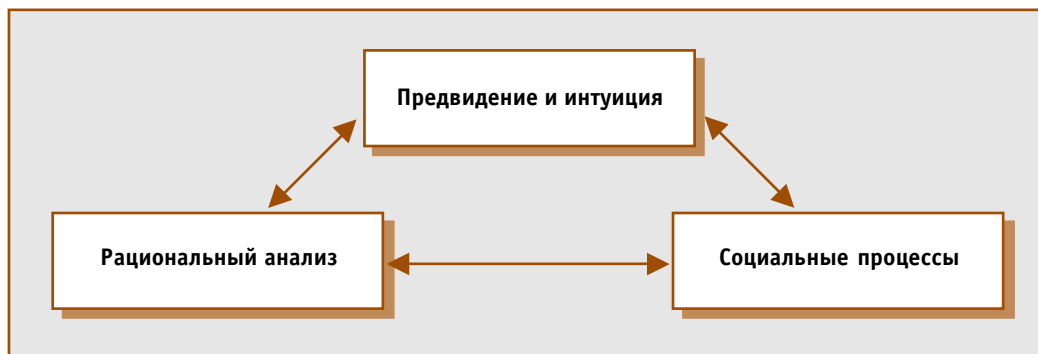 Предвидение и интуиция
Рациональный анализ
Социальные процессы